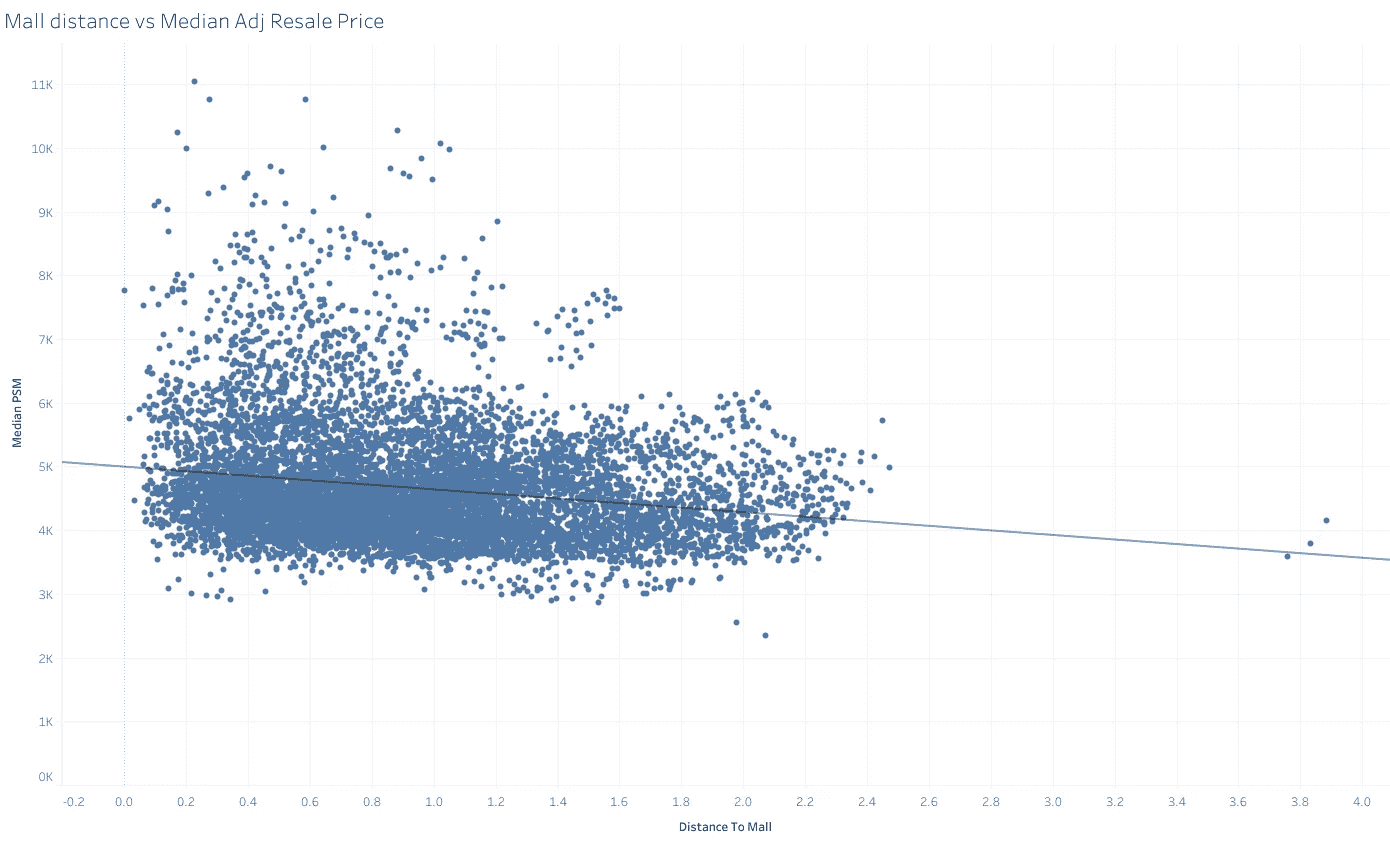 Mall distance vs Median Adj Resale Price
11K
10K
9K
8K
7K
6K
5K
4K
3K
2K
1K
0K
Median PSM
-0.2 0.0 0.2 0.4 0.6 0.8 1.0 1.2 1.4 1.6 1.8 2.0 2.2 2.4 2.6 2.8 3.0 3.2 3.4 3.6 3.8 4.0
Distance To Mall